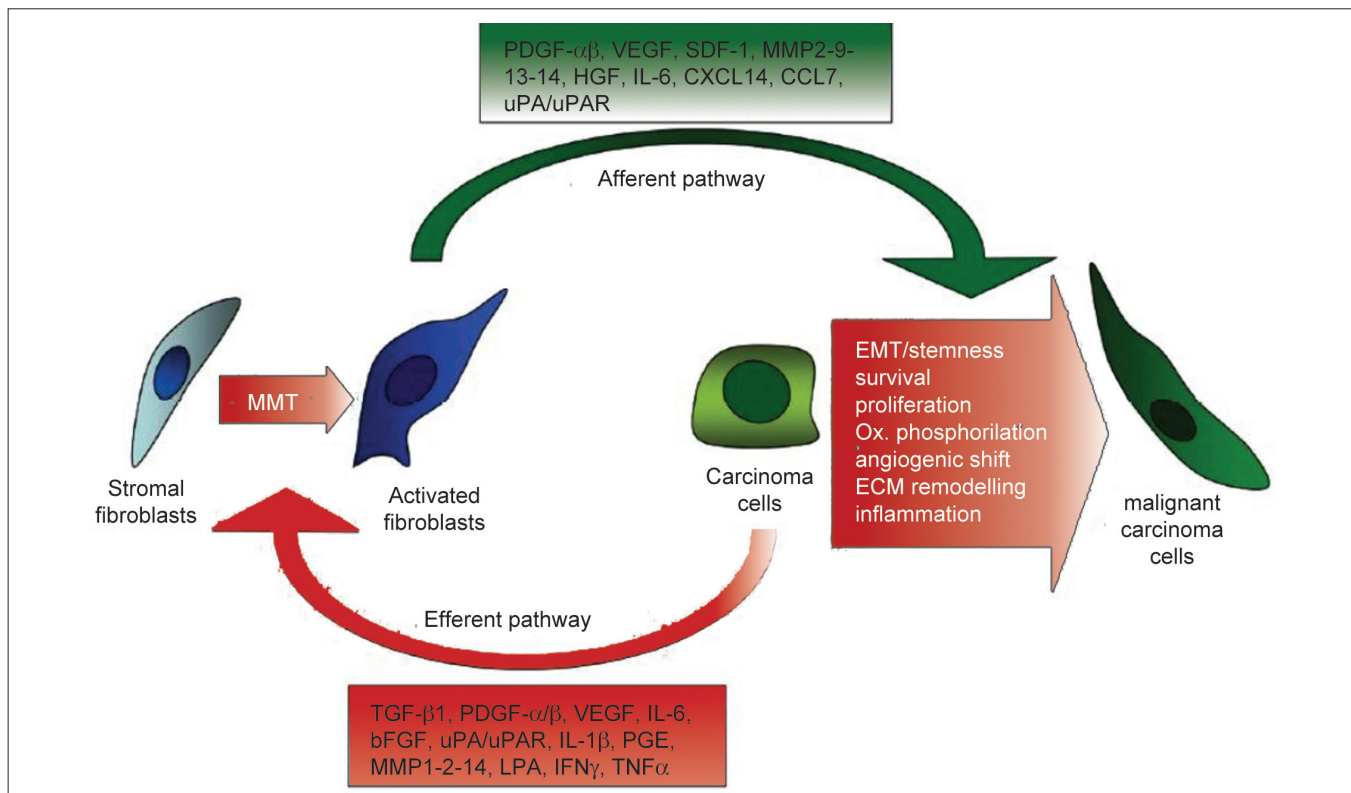 PDGF-αβ, VEGF, SDF-1, MMP2-9-
13-14, HGF, IL-6, CXCL14, CCL7,
uPA/uPAR
Afferent pathway
MMT
Stromal
fibroblasts
Activated
fibroblasts
Carcinoma
cells
EMT/stemness
survival
proliferation
Ox. phosphorilation
angiogenic shift
ECM remodelling
inflammation
malignant
carcinoma
cells
Efferent pathway
TGF-β1, PDGF-α/β, VEGF, IL-6,
bFGF, uPA/uPAR, IL-1β, PGE,
MMP1-2-14, LPA, IFNγ, TNFα